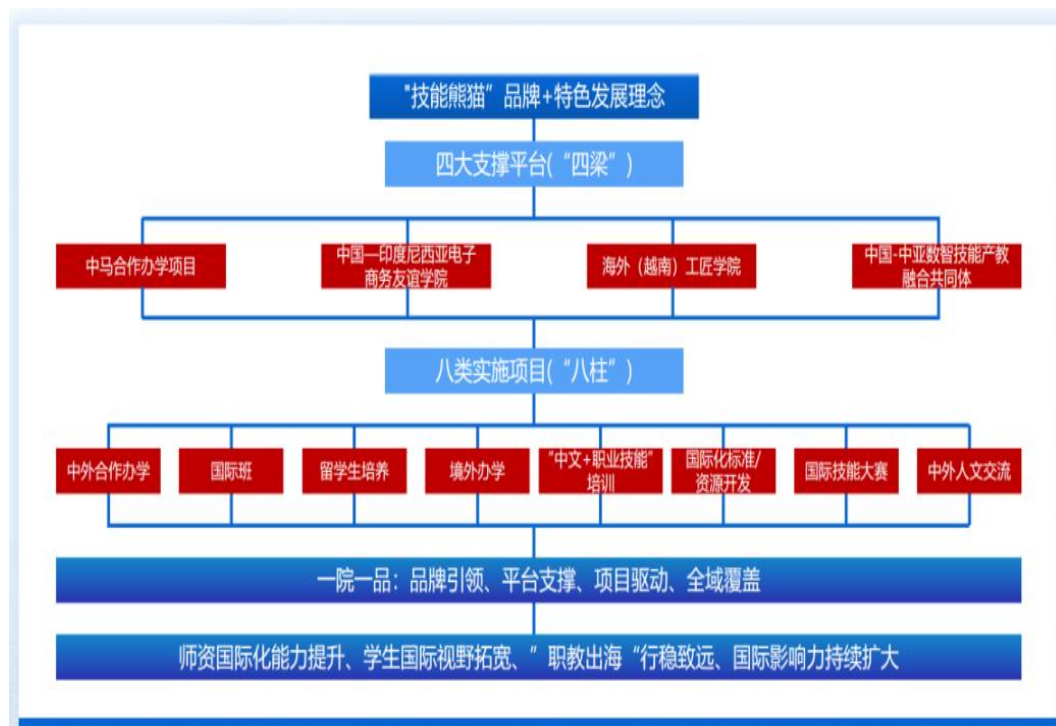 "技能熊猫”品牌+特色发展理念
四大支撑平台(“四梁”)
中马合作办学项目
中国—印度尼西亚电子
商务友谊学院
海外（越南）工匠学院
中国-中亚数智技能产教
融合共同体
八类实施项目(“八柱”)
中外合作办学
国际班
留学生培养
境外办学
“中文+职业技能”
培训
国际化标准/
资源开发
国际技能大赛
中外人文交流
一院一品：品牌引领、平台支撑、项目驱动、全域覆盖
师资国际化能力提升、学生国际视野拓宽、”职教出海“行稳致远、国际影响力持续扩大